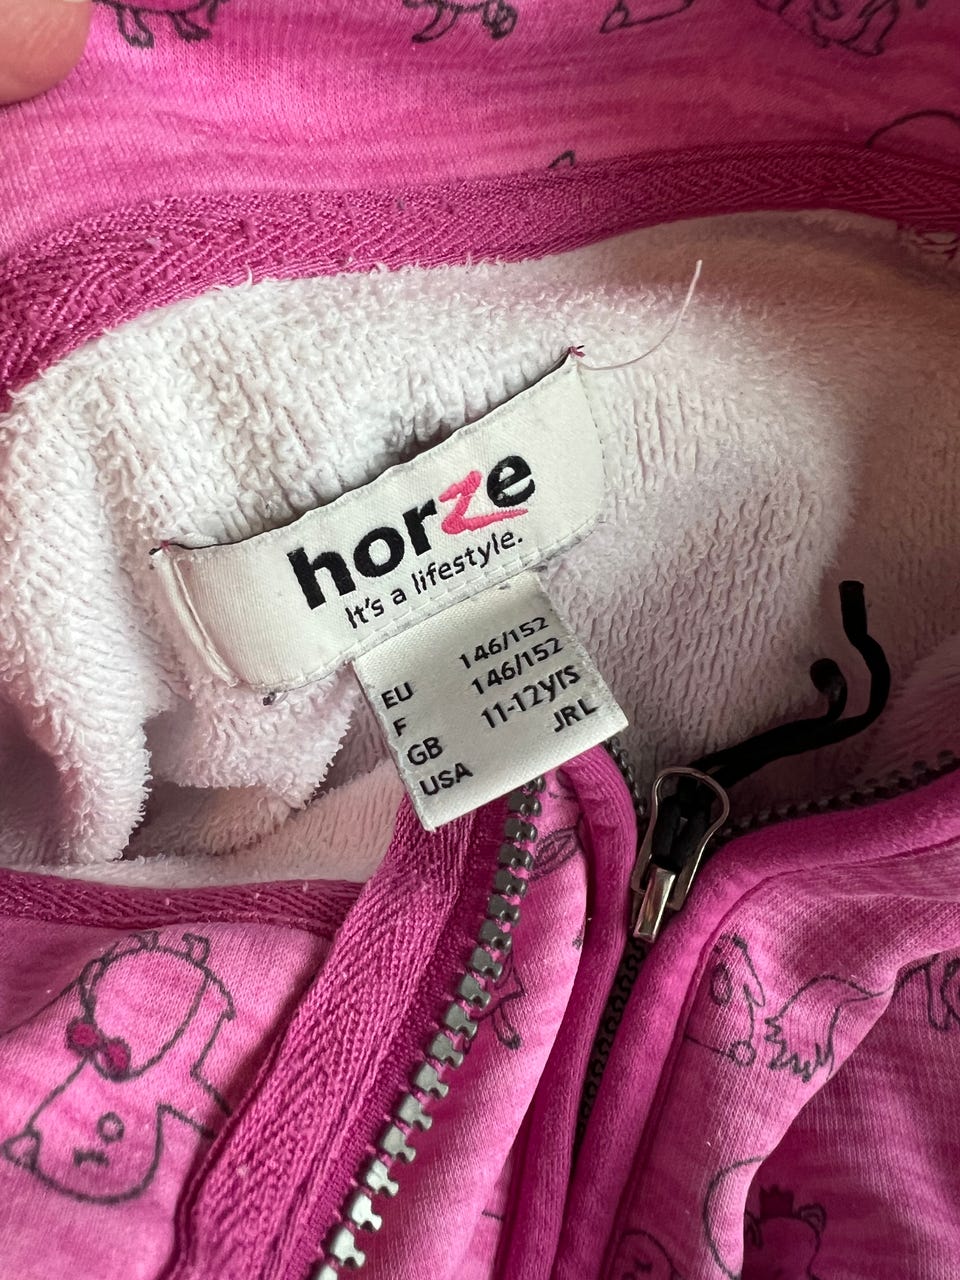 horze
It's a lifestyle.
EU 146/152
F 146/152
GB 11-12yrs
USA JRL